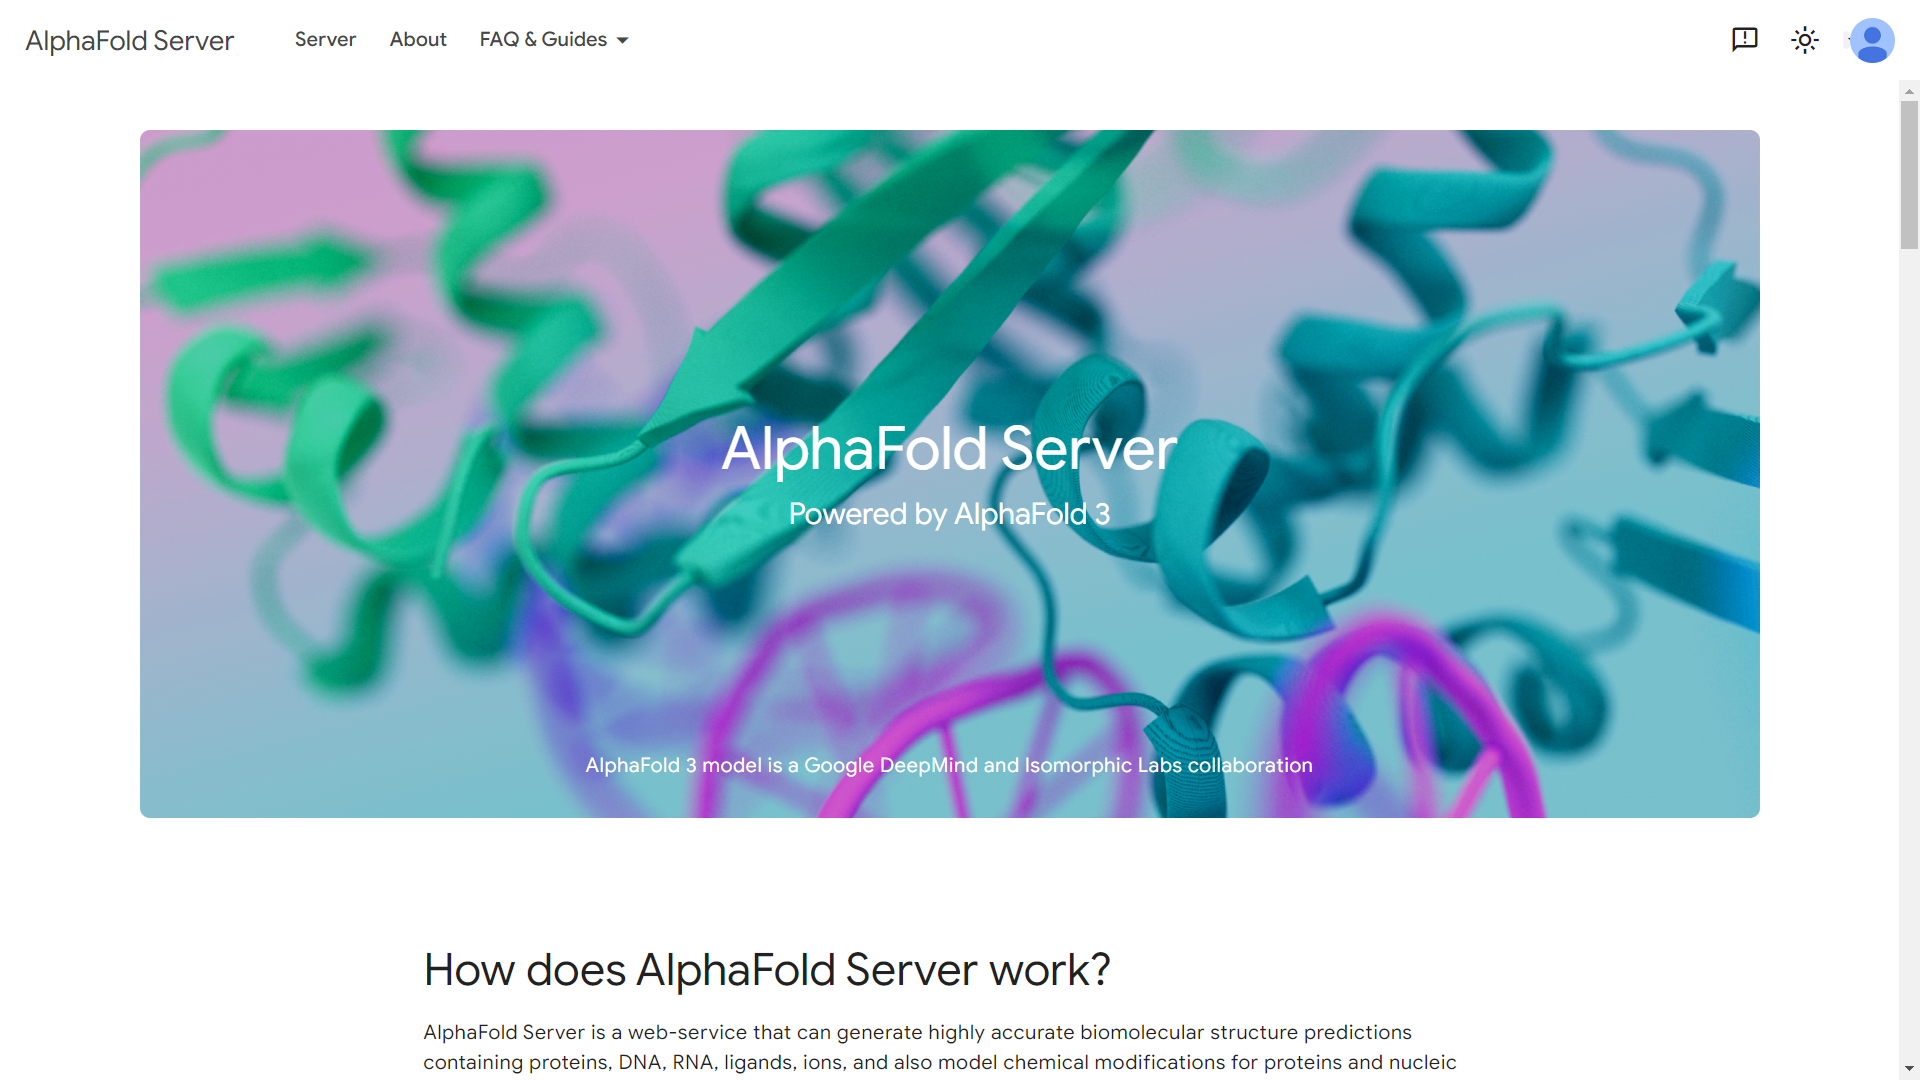 AlphaFold Server
Server
About
FAQ & Guides
AlphaFold Server
Powered by AlphaFold 3
AlphaFold 3 model is a Google DeepMind and Isomorphic Labs collaboration
How does AlphaFold Server work?
AlphaFold Server is a web-service that can generate highly accurate biomolecular structure predictions
containing proteins, DNA, RNA, ligands, ions, and also model chemical modifications for proteins and nucleic